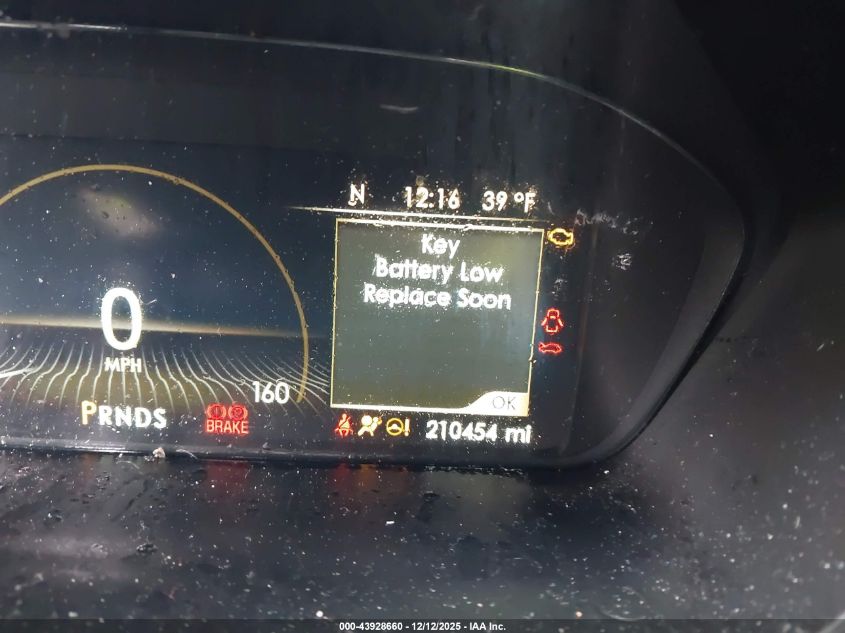 N 12:16 39 °F
Key
Battery Low
Replace Soon
0
MPH
160
OK
PRNDS
BRAKE
210454 mi
000-43928660 - 12/12/2025 - IAA Inc.